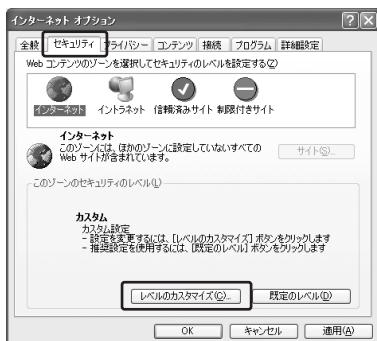 インターネット オプション
全般 セキュリティ プライバシー コンテンツ 接続 プログラム 詳細設定
Web コンテンツのゾーンを選択してセキュリティのレベルを設定する(Z)
インターネット イントラネット 信頼済みサイト 制限付きサイト
インターネット
このゾーンには、ほかのゾーンに設定していないすべての
Web サイトが含まれています。
サイト(S)...
このゾーンのセキュリティのレベル(L)
カスタム
カスタム設定
- 設定を変更するには、[レベルのカスタマイズ] ボタンをクリックします
- 推奨設定を使用するには、[既定のレベル] ボタンをクリックします
レベルのカスタマイズ(C)... 既定のレベル(D)
OK キャンセル 適用(A)